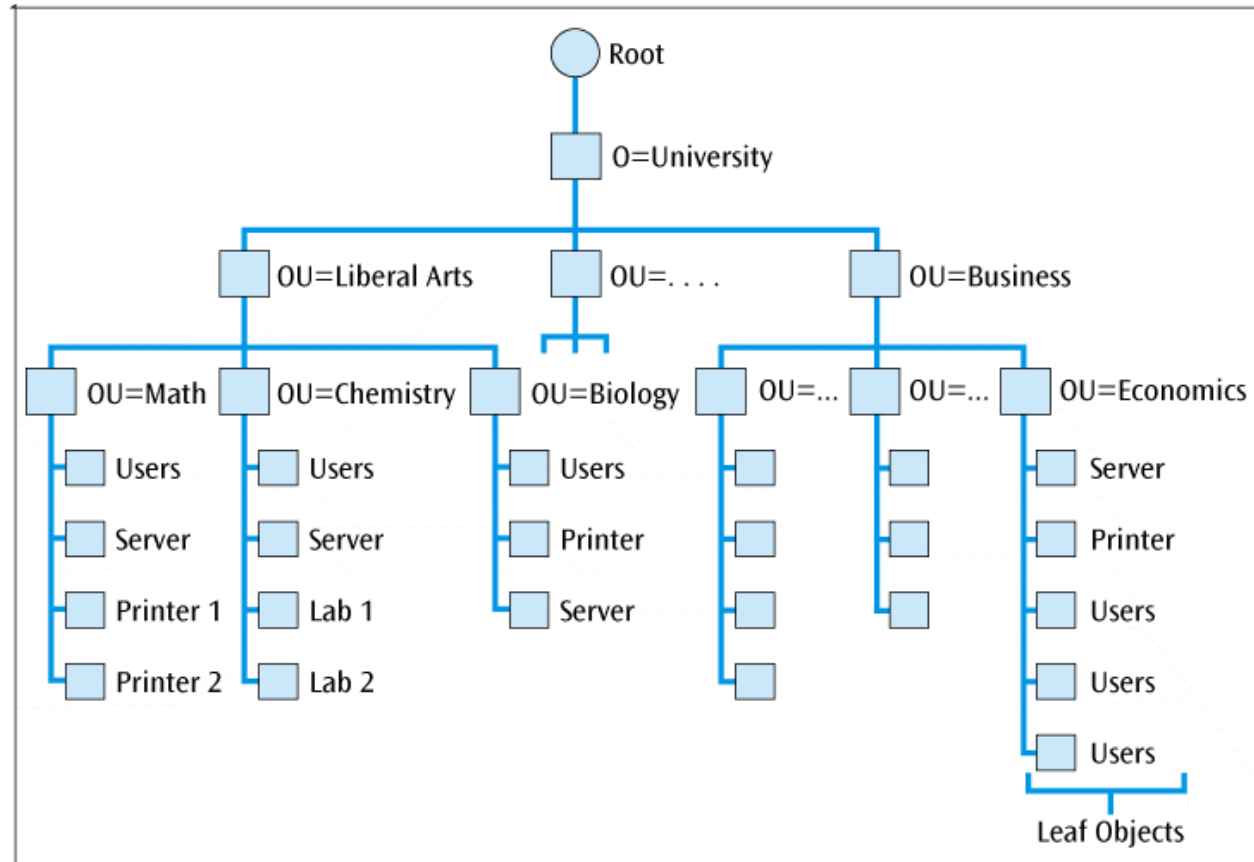 Root
O=University
OU=Liberal Arts
OU=. . . .
OU=Business
OU=Math
OU=Chemistry
OU=Biology
OU=...
OU=...
OU=Economics
Users
Users
Users
Server
Server
Server
Printer
Printer
Printer 1
Lab 1
Server
Users
Printer 2
Lab 2
Users
Users
Leaf Objects